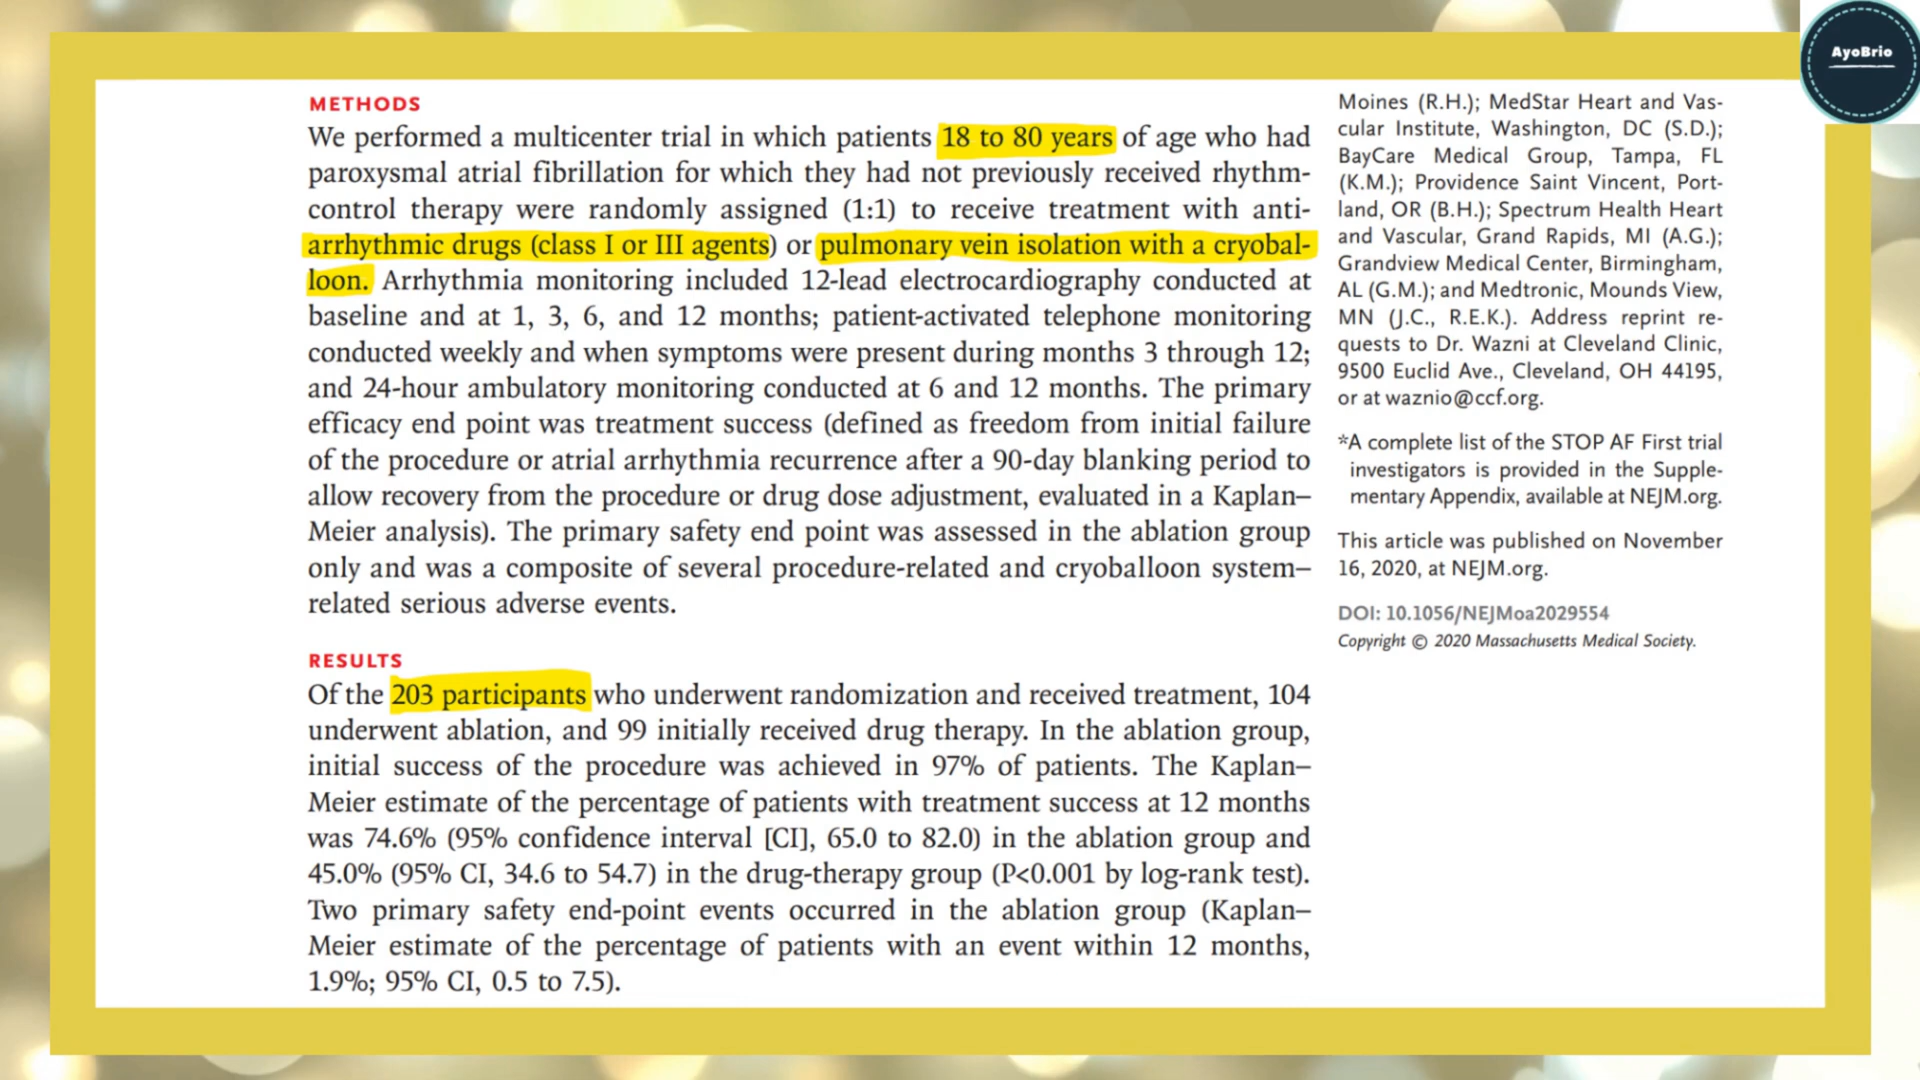 METHODS
We performed a multicenter trial in which patients 18 to 80 years of age who had
paroxysmal atrial fibrillation for which they had not previously received rhythm-
control therapy were randomly assigned (1:1) to receive treatment with anti-
arrhythmic drugs (class I or III agents) or pulmonary vein isolation with a cryobal-
loon. Arrhythmia monitoring included 12-lead electrocardiography conducted at
baseline and at 1, 3, 6, and 12 months; patient-activated telephone monitoring
conducted weekly and when symptoms were present during months 3 through 12;
and 24-hour ambulatory monitoring conducted at 6 and 12 months. The primary
efficacy end point was treatment success (defined as freedom from initial failure
of the procedure or atrial arrhythmia recurrence after a 90-day blanking period to
allow recovery from the procedure or drug dose adjustment, evaluated in a Kaplan–
Meier analysis). The primary safety end point was assessed in the ablation group
only and was a composite of several procedure-related and cryoballoon system–
related serious adverse events.
RESULTS
Of the 203 participants who underwent randomization and received treatment, 104
underwent ablation, and 99 initially received drug therapy. In the ablation group,
initial success of the procedure was achieved in 97% of patients. The Kaplan–
Meier estimate of the percentage of patients with treatment success at 12 months
was 74.6% (95% confidence interval [CI], 65.0 to 82.0) in the ablation group and
45.0% (95% CI, 34.6 to 54.7) in the drug-therapy group (P<0.001 by log-rank test).
Two primary safety end-point events occurred in the ablation group (Kaplan–
Meier estimate of the percentage of patients with an event within 12 months,
1.9%; 95% CI, 0.5 to 7.5).
Moines (R.H.); MedStar Heart and Vas-
cular Institute, Washington, DC (S.D.);
BayCare Medical Group, Tampa, FL
(K.M.); Providence Saint Vincent, Port-
land, OR (B.H.); Spectrum Health Heart
and Vascular, Grand Rapids, MI (A.G.);
Grandview Medical Center, Birmingham,
AL (G.M.); and Medtronic, Mounds View,
MN (J.C., R.E.K.). Address reprint re-
quests to Dr. Wazni at Cleveland Clinic,
9500 Euclid Ave., Cleveland, OH 44195,
or at waznio@ccf.org.
*A complete list of the STOP AF First trial
investigators is provided in the Supple-
mentary Appendix, available at NEJM.org.
This article was published on November
16, 2020, at NEJM.org.
DOI: 10.1056/NEJMoa2029554
Copyright © 2020 Massachusetts Medical Society.
AyoBrio